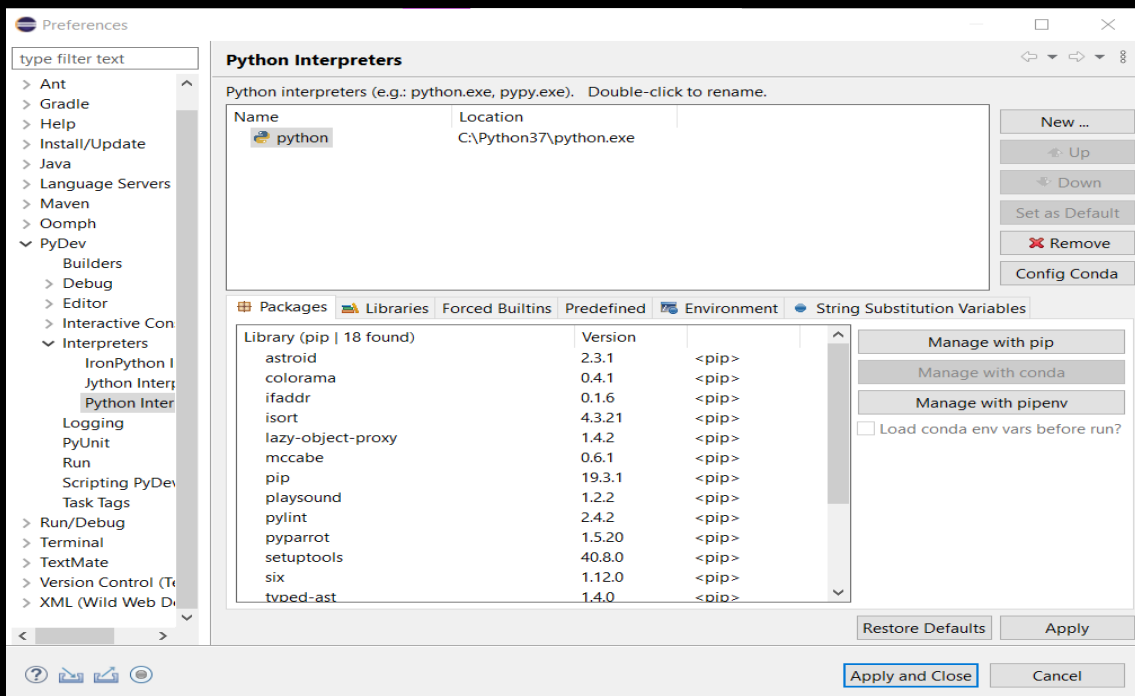 Preferences
type filter text
Ant
Gradle
Help
Install/Update
Java
Language Servers
Maven
Oomph
PyDev
Builders
Debug
Editor
Interactive Con
Interpreters
IronPython I
Jython Interp
Python Inter
Logging
PyUnit
Run
Scripting PyDev
Task Tags
Run/Debug
Terminal
TextMate
Version Control (Te
XML (Wild Web De
Python Interpreters
Python interpreters (e.g.: python.exe, pypy.exe). Double-click to rename.
Name Location
python C:\Python37\python.exe
New ...
Up
Down
Set as Default
Remove
Config Conda
Packages Libraries Forced Builtins Predefined Environment String Substitution Variables
Library (pip | 18 found) Version
astroid 2.3.1 <pip>
colorama 0.4.1 <pip>
ifaddr 0.1.6 <pip>
isort 4.3.21 <pip>
lazy-object-proxy 1.4.2 <pip>
mccabe 0.6.1 <pip>
pip 19.3.1 <pip>
playsound 1.2.2 <pip>
pylint 2.4.2 <pip>
pyparrot 1.5.20 <pip>
setuptools 40.8.0 <pip>
six 1.12.0 <pip>
typed-ast 1.4.0 <pip>
Manage with pip
Manage with conda
Manage with pipenv
Load conda env vars before run?
Restore Defaults Apply
Apply and Close Cancel